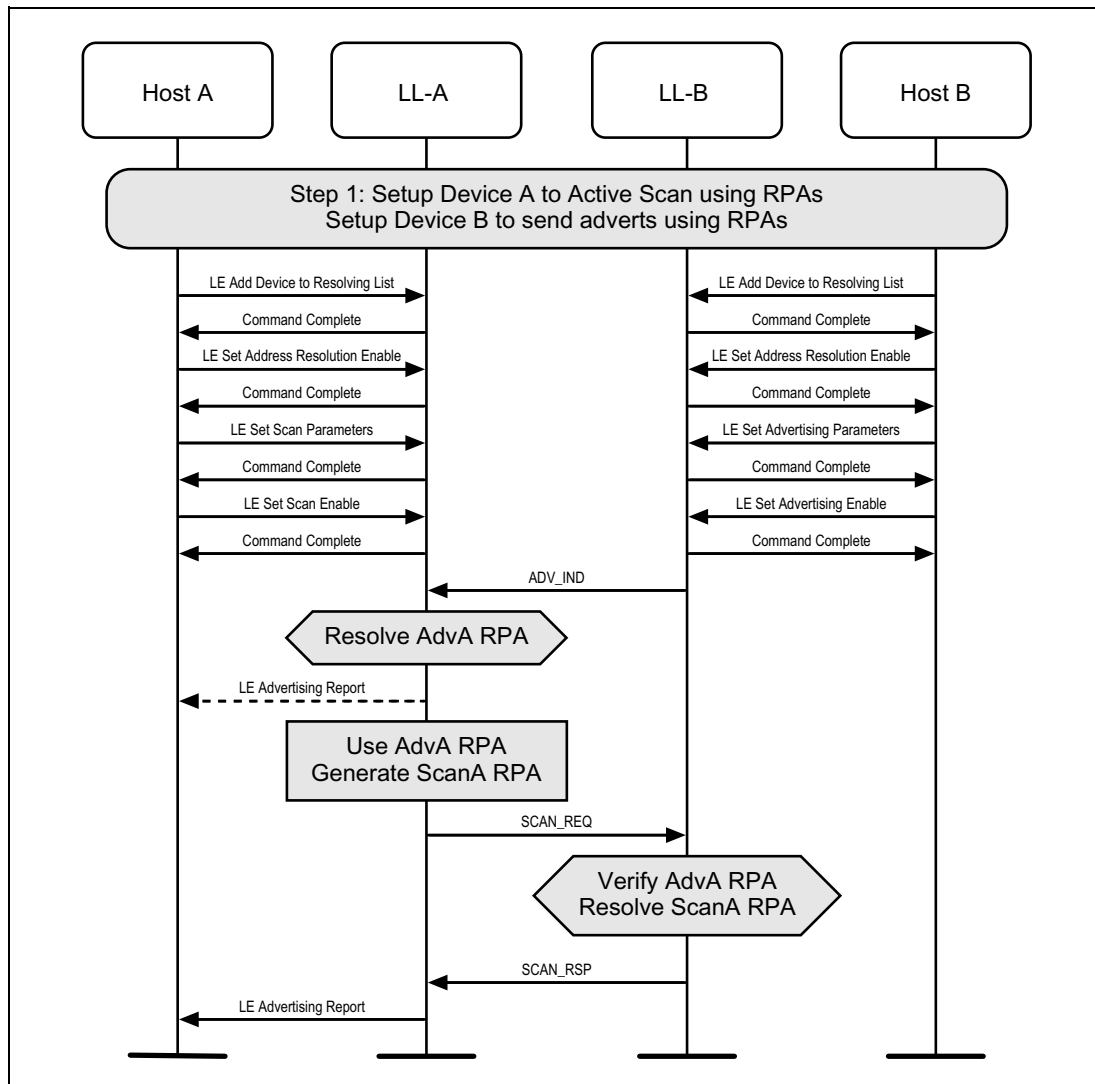 Host A
LL-A
LL-B
Host B
Step 1: Setup Device A to Active Scan using RPAs
Setup Device B to send adverts using RPAs
LE Add Device to Resolving List
LE Add Device to Resolving List
Command Complete
Command Complete
LE Set Address Resolution Enable
LE Set Address Resolution Enable
Command Complete
Command Complete
LE Set Scan Parameters
LE Set Advertising Parameters
Command Complete
Command Complete
LE Set Scan Enable
LE Set Advertising Enable
Command Complete
Command Complete
ADV_IND
Resolve AdvA RPA
LE Advertising Report
Use AdvA RPA
Generate ScanA RPA
SCAN_REQ
Verify AdvA RPA
Resolve ScanA RPA
SCAN_RSP
LE Advertising Report